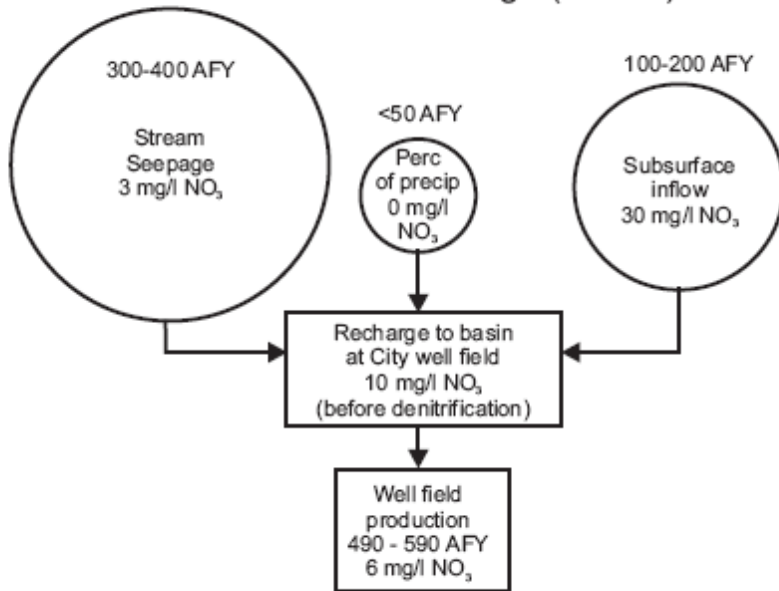 300-400 AFY
Stream
Seepage
3 mg/l NO₃
<50 AFY
Perc
of precip
0 mg/l
NO₃
100-200 AFY
Subsurface
inflow
30 mg/l NO₃
Recharge to basin
at City well field
10 mg/l NO₃
(before denitrification)
Well field
production
490 - 590 AFY
6 mg/l NO₃